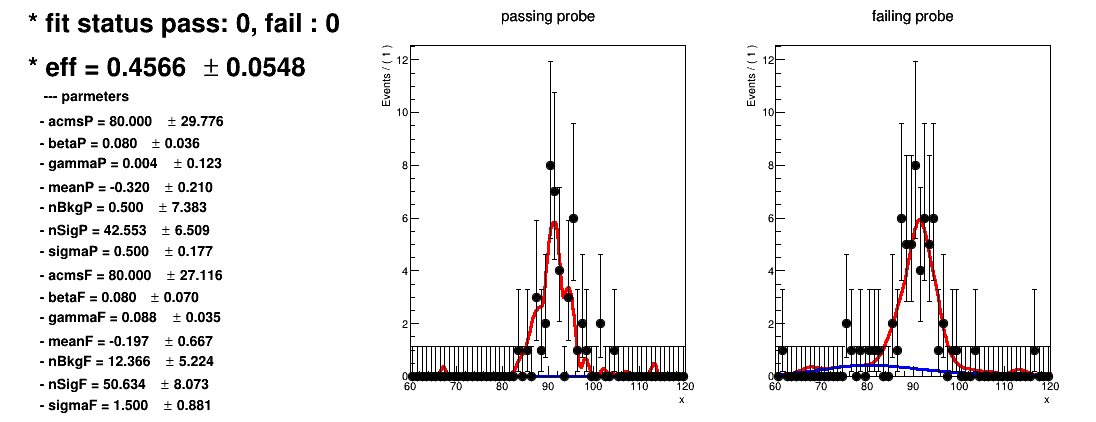 * fit status pass: 0, fail : 0
* eff = 0.4566 ± 0.0548
--- parmeters
- acmsP = 80.000 ± 29.776
- betaP = 0.080 ± 0.036
- gammaP = 0.004 ± 0.123
- meanP = -0.320 ± 0.210
- nBkgP = 0.500 ± 7.383
- nSigP = 42.553 ± 6.509
- sigmaP = 0.500 ± 0.177
- acmsF = 80.000 ± 27.116
- betaF = 0.080 ± 0.070
- gammaF = 0.088 ± 0.035
- meanF = -0.197 ± 0.667
- nBkgF = 12.366 ± 5.224
- nSigF = 50.634 ± 8.073
- sigmaF = 1.500 ± 0.881
passing probe
Events / ( 1 )
12
10
8
6
4
2
0
60 70 80 90 100 110 120
x
failing probe
Events / ( 1 )
12
10
8
6
4
2
0
60 70 80 90 100 110 120
x